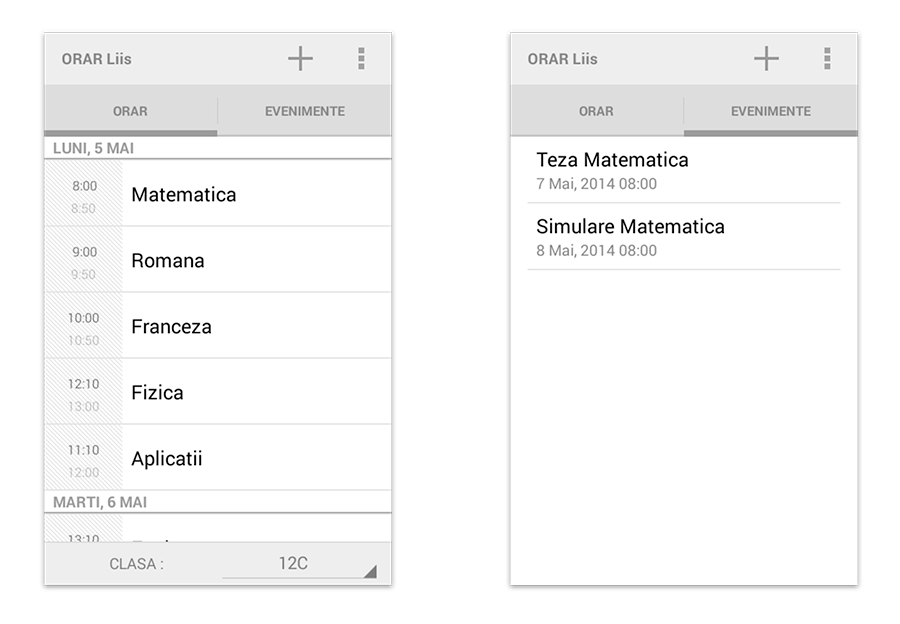 ORAR Liis
ORAR EVENIMENTE
LUNI, 5 MAI
8:00
8:50
Matematica
9:00
9:50
Romana
10:00
10:50
Franceza
12:10
13:00
Fizica
11:10
12:00
Aplicatii
MARTI, 6 MAI
13:10
CLASA : 12C
ORAR Liis
ORAR EVENIMENTE
Teza Matematica
7 Mai, 2014 08:00
Simulare Matematica
8 Mai, 2014 08:00